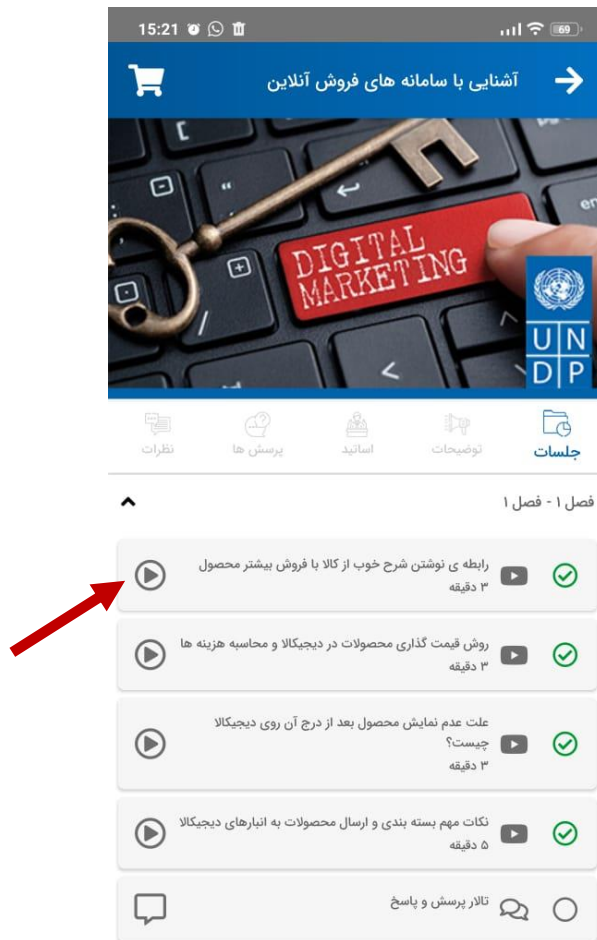 15:21
69
آشنایی با سامانه های فروش آنلاین
DIGITAL
MARKETING
en
U N
D P
جلسات
توضیحات
اساتید
پرسش ها
نظرات
فصل ۱ - فصل ۱
رابطه ی نوشتن شرح خوب از کالا با فروش بیشتر محصول
۳ دقیقه
روش قیمت گذاری محصولات در دیجیکالا و محاسبه هزینه ها
۳ دقیقه
علت عدم نمایش محصول بعد از درج آن روی دیجیکالا
چیست؟
۳ دقیقه
نکات مهم بسته بندی و ارسال محصولات به انبارهای دیجیکالا
۵ دقیقه
تالار پرسش و پاسخ